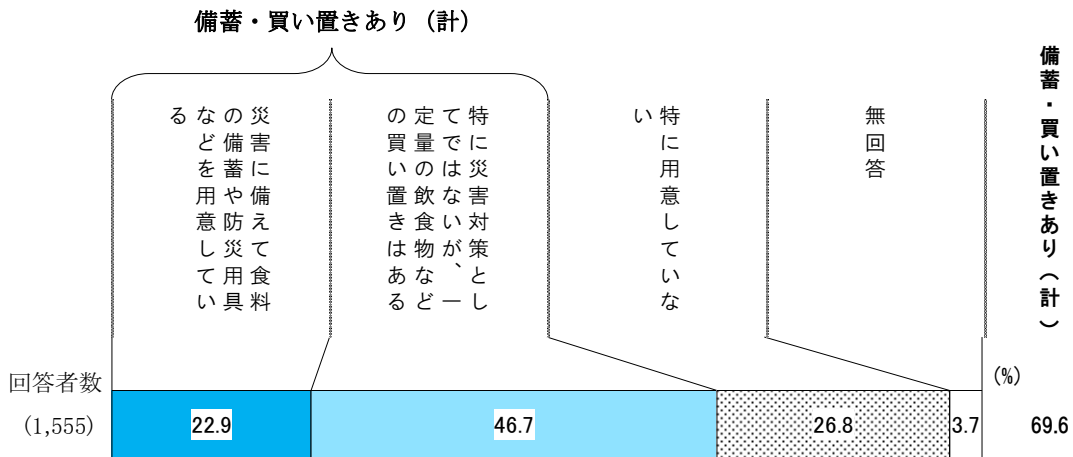 備蓄・買い置きあり（計）
災害に備えて食料
の備蓄や防災用具
などを用意してい
る
特に災害対策とし
てではないが、一
定量の飲食物など
の買い置きはある
特に用意していな
い
無回答
備蓄・買い置きあり（計）
回答者数
(1,555)
22.9
46.7
26.8
3.7
(%)
69.6